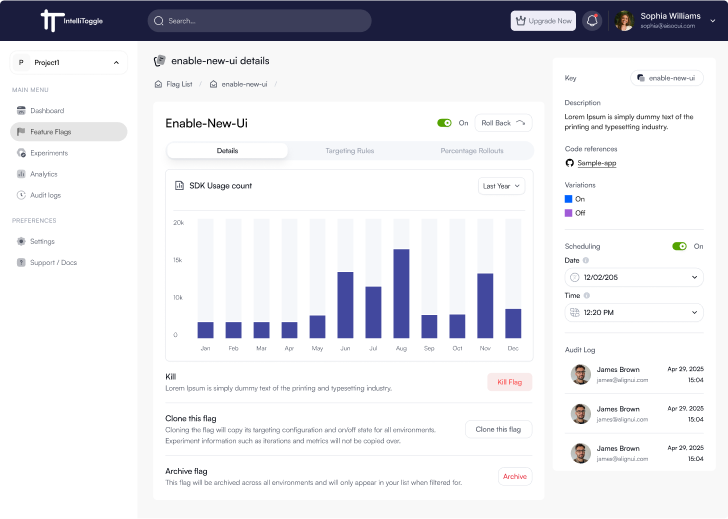 IntelliToggle
Search...
Upgrade Now
Sophia Williams
sophia@alignui.com
P Project1
MAIN MENU
Dashboard
Feature Flags
Experiments
Analytics
Audit logs
PREFERENCES
Settings
Support / Docs
enable-new-ui details
Flag List / enable-new-ui /
Enable-New-Ui
On
Roll Back
Details
Targeting Rules
Percentage Rollouts
SDK Usage count
Last Year
20k
15k
10k
0
Jan Feb Mar Apr May Jun Jul Aug Sep Oct Nov Dec
Kill
Lorem Ipsum is simply dummy text of the printing and typesetting industry.
Kill Flag
Clone this flag
Cloning the flag will copy its targeting configuration and on/off state for all environments.
Experiment information such as iterations and metrics will not be copied over.
Clone this flag
Archive flag
This flag will be archived across all environments and will only appear in your list when filtered for.
Archive
Key
enable-new-ui
Description
Lorem Ipsum is simply dummy text of the
printing and typesetting industry.
Code references
Sample-app
Variations
On
Off
Scheduling
On
Date
12/02/205
Time
12:20 PM
Audit Log
James Brown
james@alignui.com
Apr 29, 2025
15:04
James Brown
james@alignui.com
Apr 29, 2025
15:04
James Brown
james@alignui.com
Apr 29, 2025
15:04